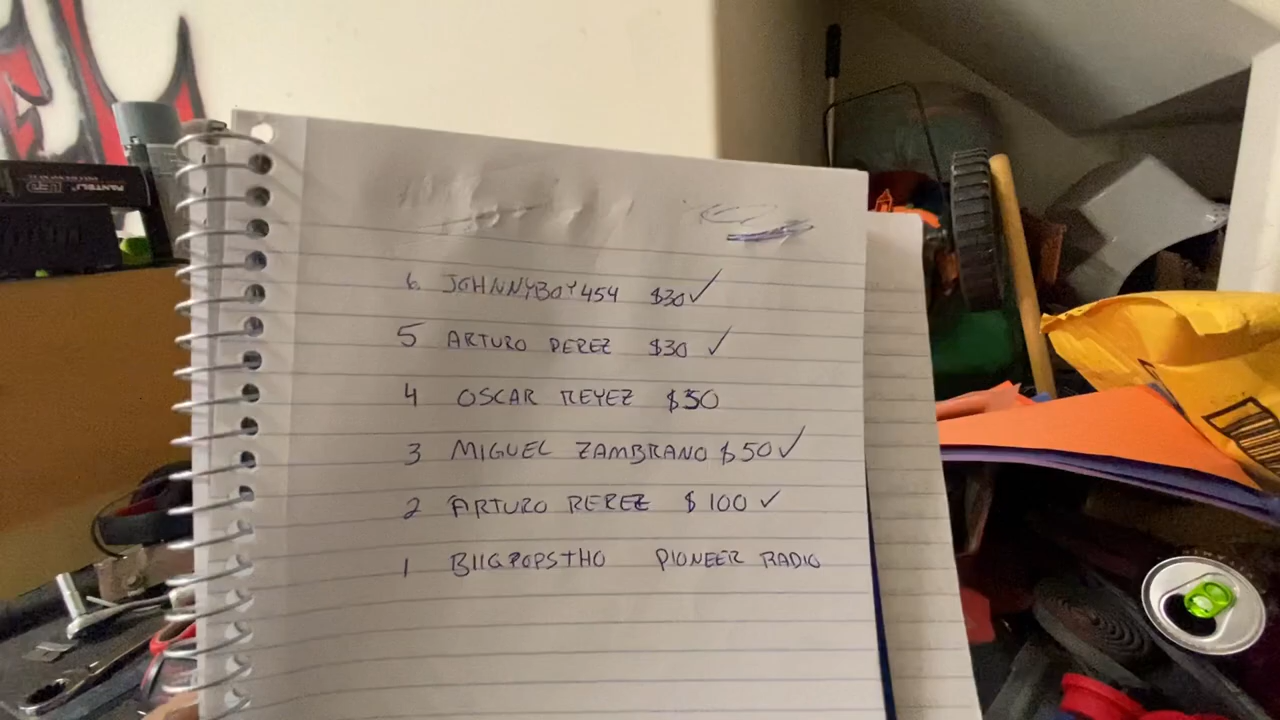 6 JOHNNYBOY454 $30 ✓
5 ARTURO PEREZ $30 ✓
4 OSCAR REYEZ $50
3 MIGUEL ZAMBRANO $50 ✓
2 ARTURO PEREZ $100 ✓
1 BIIGPOPSTHO PIONEER RADIO